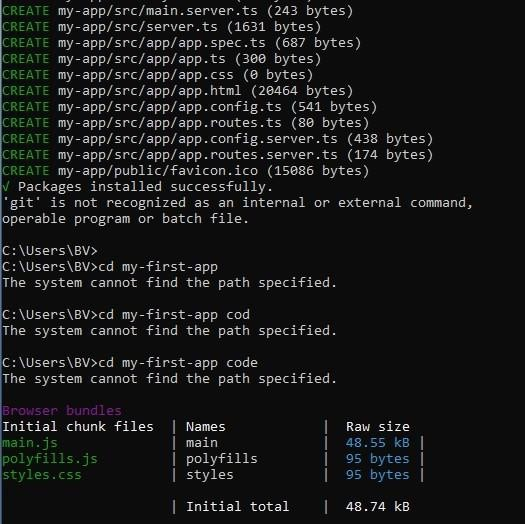 CREATE my-app/src/main.server.ts (243 bytes)
CREATE my-app/src/server.ts (1631 bytes)
CREATE my-app/src/app/app.spec.ts (687 bytes)
CREATE my-app/src/app/app.ts (300 bytes)
CREATE my-app/src/app/app.css (0 bytes)
CREATE my-app/src/app/app.html (20464 bytes)
CREATE my-app/src/app/app.config.ts (541 bytes)
CREATE my-app/src/app/app.routes.ts (80 bytes)
CREATE my-app/src/app/app.config.server.ts (438 bytes)
CREATE my-app/src/app/app.routes.server.ts (174 bytes)
CREATE my-app/public/favicon.ico (15086 bytes)
√ Packages installed successfully.
'git' is not recognized as an internal or external command,
operable program or batch file.
C:\Users\BV>
C:\Users\BV>cd my-first-app
The system cannot find the path specified.
C:\Users\BV>cd my-first-app cod
The system cannot find the path specified.
C:\Users\BV>cd my-first-app code
The system cannot find the path specified.
Browser bundles
Initial chunk files | Names | Raw size
main.js | main | 48.55 kB |
polyfills.js | polyfills | 95 bytes |
styles.css | styles | 95 bytes |
| Initial total | 48.74 kB